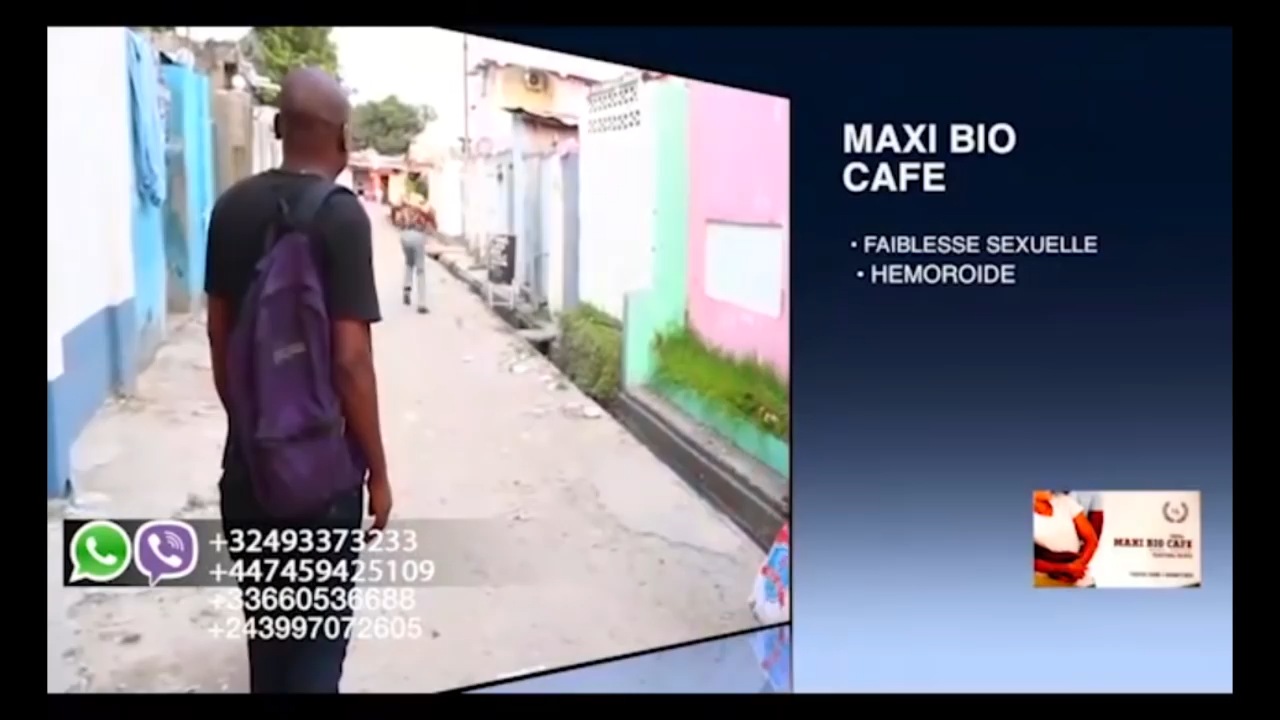 MAXI BIO
CAFE
• FAIBLESSE SEXUELLE
• HEMOROIDE
+32493373233
+447459425109
+33660536688
+243997072605
MAXI BIO CAFE